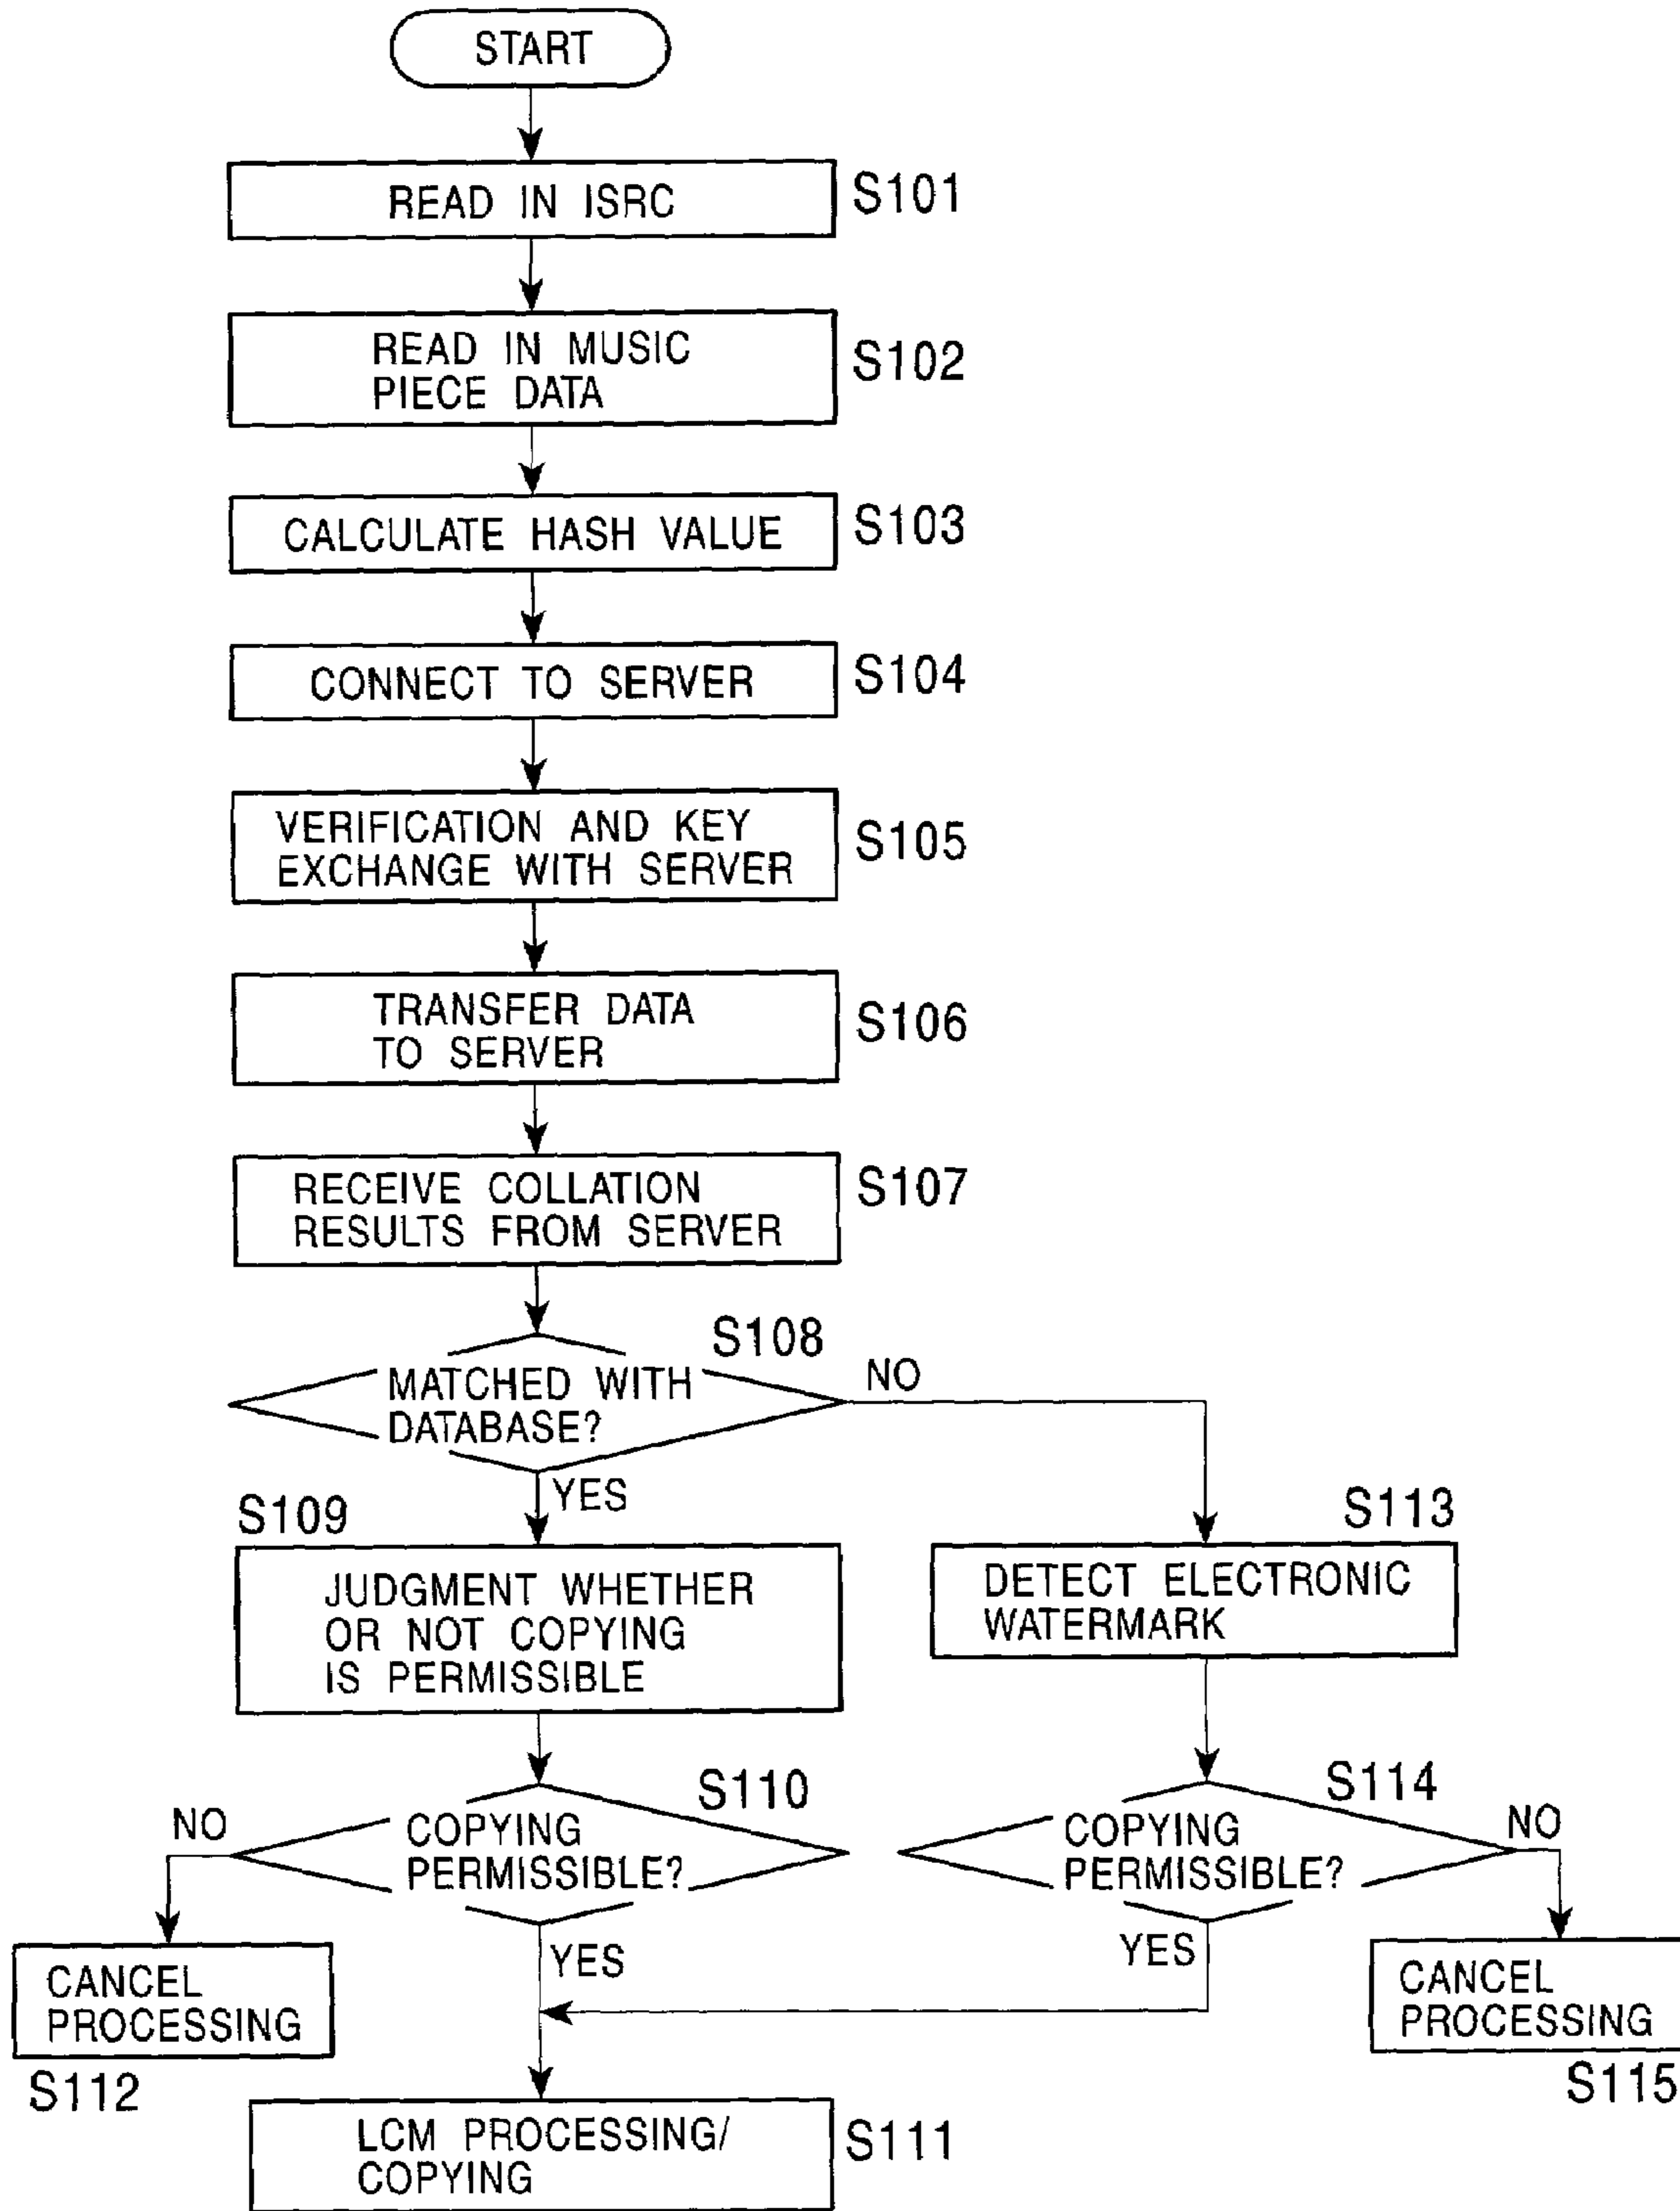 START
READ IN ISRC
S101
READ IN MUSIC
PIECE DATA
S102
CALCULATE HASH VALUE
S103
CONNECT TO SERVER
S104
VERIFICATION AND KEY
EXCHANGE WITH SERVER
S105
TRANSFER DATA
TO SERVER
S106
RECEIVE COLLATION
RESULTS FROM SERVER
S107
S108
MATCHED WITH
DATABASE?
NO
YES
S109
JUDGMENT WHETHER
OR NOT COPYING
IS PERMISSIBLE
S113
DETECT ELECTRONIC
WATERMARK
S110
COPYING
PERMISSIBLE?
NO
YES
S114
COPYING
PERMISSIBLE?
NO
YES
CANCEL
PROCESSING
S112
CANCEL
PROCESSING
S115
LCM PROCESSING/
COPYING
S111